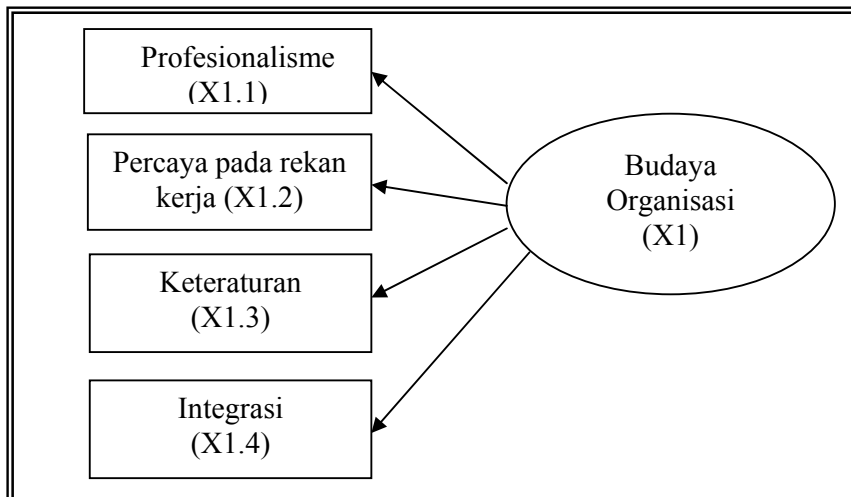 Profesionalisme
(X1.1)
Percaya pada rekan
kerja (X1.2)
Keteraturan
(X1.3)
Integrasi
(X1.4)
Budaya
Organisasi
(X1)